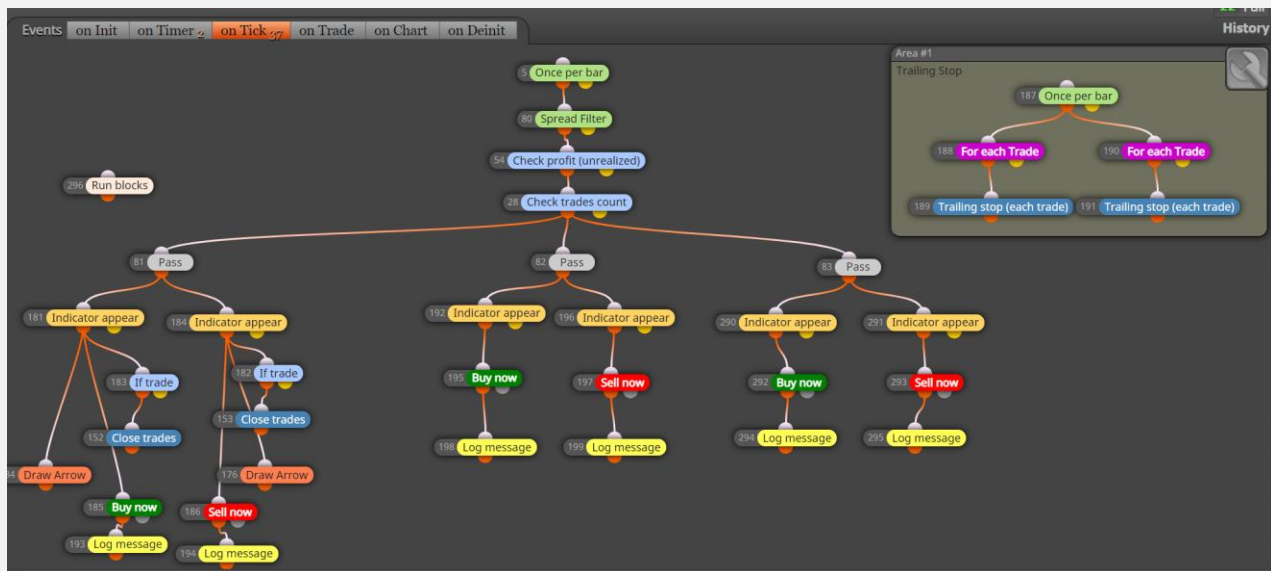 Events on Init on Timer 2 on Tick 37 on Trade on Chart on Deinit
History
Area #1
Trailing Stop
187 Once per bar
188 For each Trade 190 For each Trade
189 Trailing stop (each trade) 191 Trailing stop (each trade)
5 Once per bar
80 Spread Filter
54 Check profit (unrealized)
28 Check trades count
296 Run blocks
81 Pass 82 Pass 83 Pass
181 Indicator appear 184 Indicator appear 192 Indicator appear 196 Indicator appear 290 Indicator appear 291 Indicator appear
183 If trade 182 If trade 195 Buy now 197 Sell now 292 Buy now 293 Sell now
152 Close trades 153 Close trades 198 Log message 199 Log message 294 Log message 295 Log message
Draw Arrow 176 Draw Arrow
185 Buy now 186 Sell now
193 Log message 194 Log message